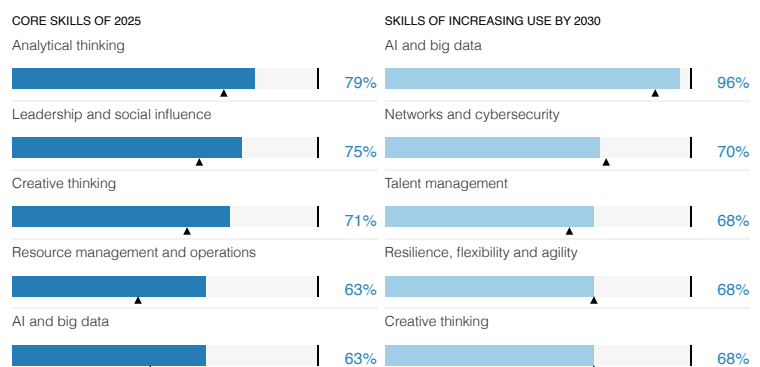 CORE SKILLS OF 2025
Analytical thinking
79%
Leadership and social influence
75%
Creative thinking
71%
Resource management and operations
63%
AI and big data
63%
SKILLS OF INCREASING USE BY 2030
AI and big data
96%
Networks and cybersecurity
70%
Talent management
68%
Resilience, flexibility and agility
68%
Creative thinking
68%